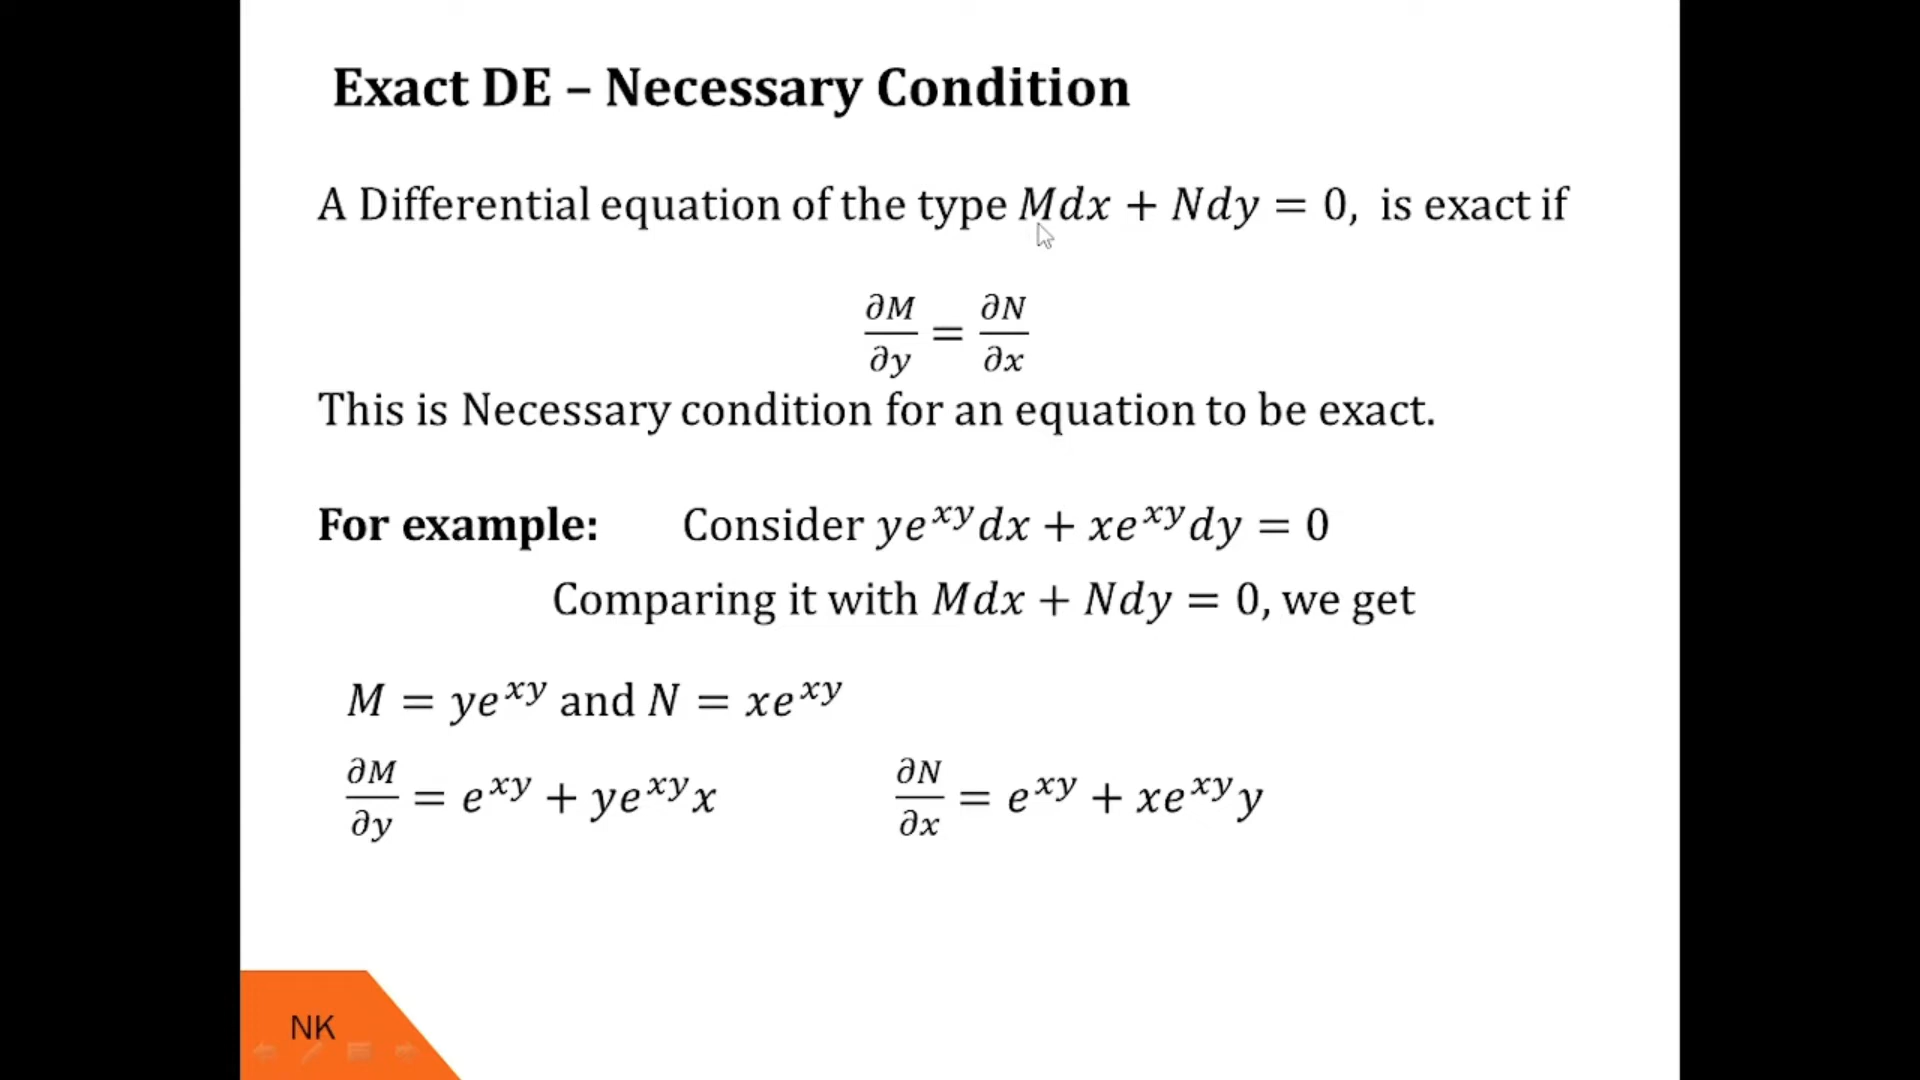 Exact DE – Necessary Condition
A Differential equation of the type Mdx + Ndy = 0, is exact if
∂M/∂y = ∂N/∂x
This is Necessary condition for an equation to be exact.
For example: Consider ye^{xy}dx + xe^{xy}dy = 0
Comparing it with Mdx + Ndy = 0, we get
M = ye^{xy} and N = xe^{xy}
∂M/∂y = e^{xy} + ye^{xy}x ∂N/∂x = e^{xy} + xe^{xy}y
NK